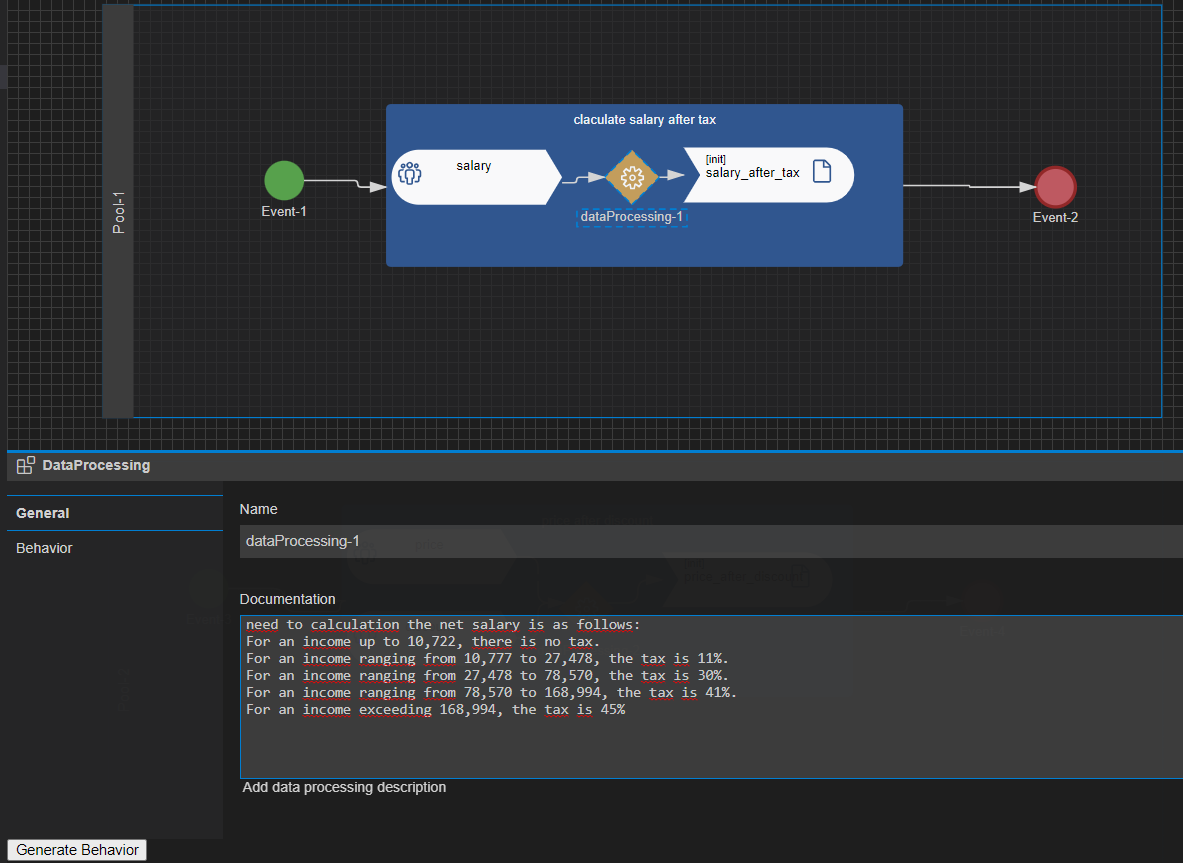 claculate salary after tax
salary
[init]
salary_after_tax
dataProcessing-1
Event-1
Event-2
Pool-1
DataProcessing
General
Behavior
Name
dataProcessing-1
Documentation
need to calculation the net salary is as follows:
For an income up to 10,722, there is no tax.
For an income ranging from 10,777 to 27,478, the tax is 11%.
For an income ranging from 27,478 to 78,570, the tax is 30%.
For an income ranging from 78,570 to 168,994, the tax is 41%.
For an income exceeding 168,994, the tax is 45%
Add data processing description
Generate Behavior